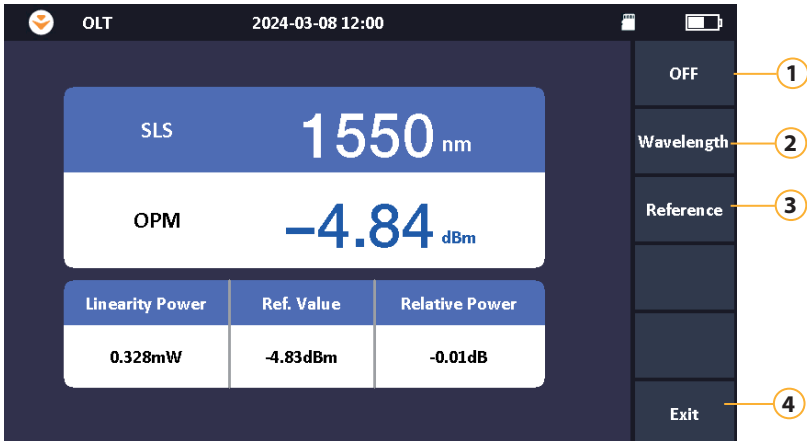 OLT 2024-03-08 12:00
OFF 1
SLS 1550 nm
Wavelength 2
OPM −4.84 dBm
Reference 3
Linearity Power Ref. Value Relative Power
0.328mW -4.83dBm -0.01dB
Exit 4